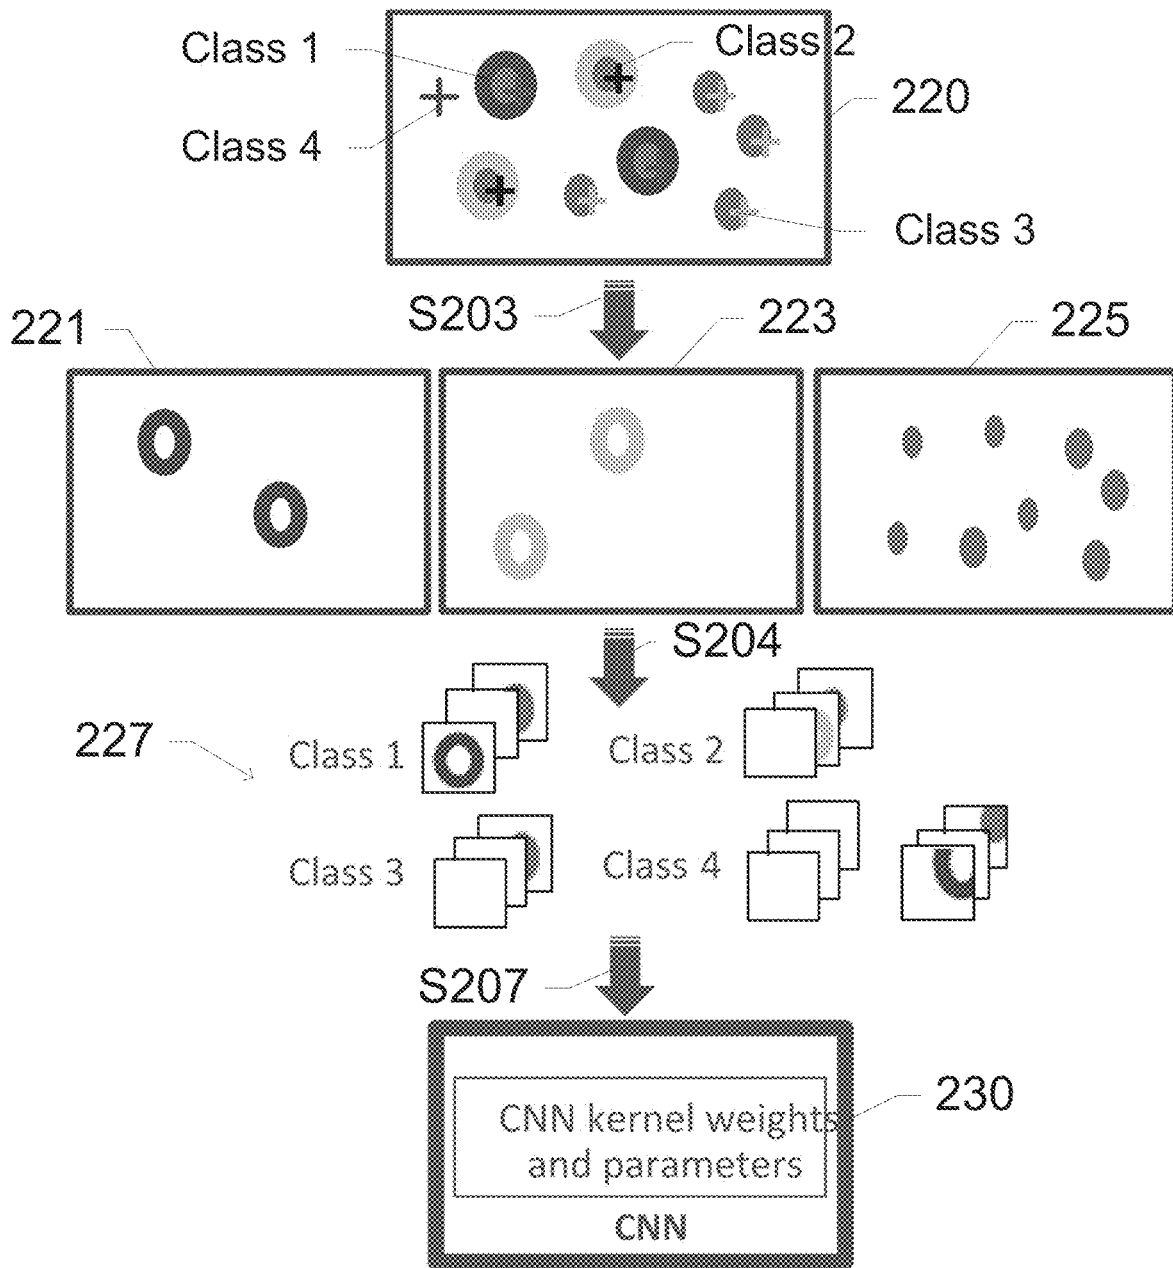 Class 1
Class 2
220
Class 4
Class 3
S203
221
223
225
S204
227
Class 1
Class 2
Class 3
Class 4
S207
230
CNN kernel weights
and parameters
CNN